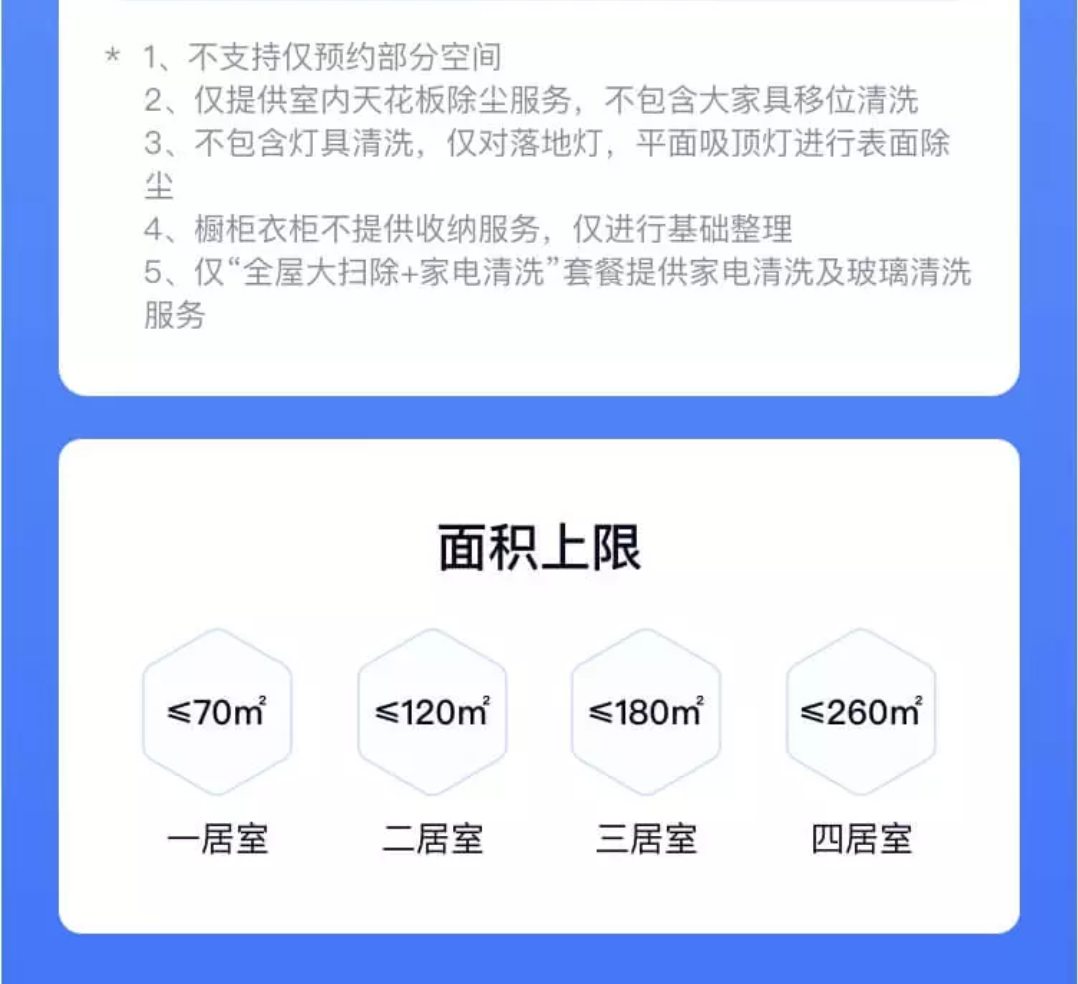 * 1、不支持仅预约部分空间
2、仅提供室内天花板除尘服务，不包含大家具移位清洗
3、不包含灯具清洗，仅对落地灯，平面吸顶灯进行表面除
尘
4、橱柜衣柜不提供收纳服务，仅进行基础整理
5、仅“全屋大扫除+家电清洗”套餐提供家电清洗及玻璃清洗
服务
面积上限
≤70㎡ ≤120㎡ ≤180㎡ ≤260㎡
一居室 二居室 三居室 四居室